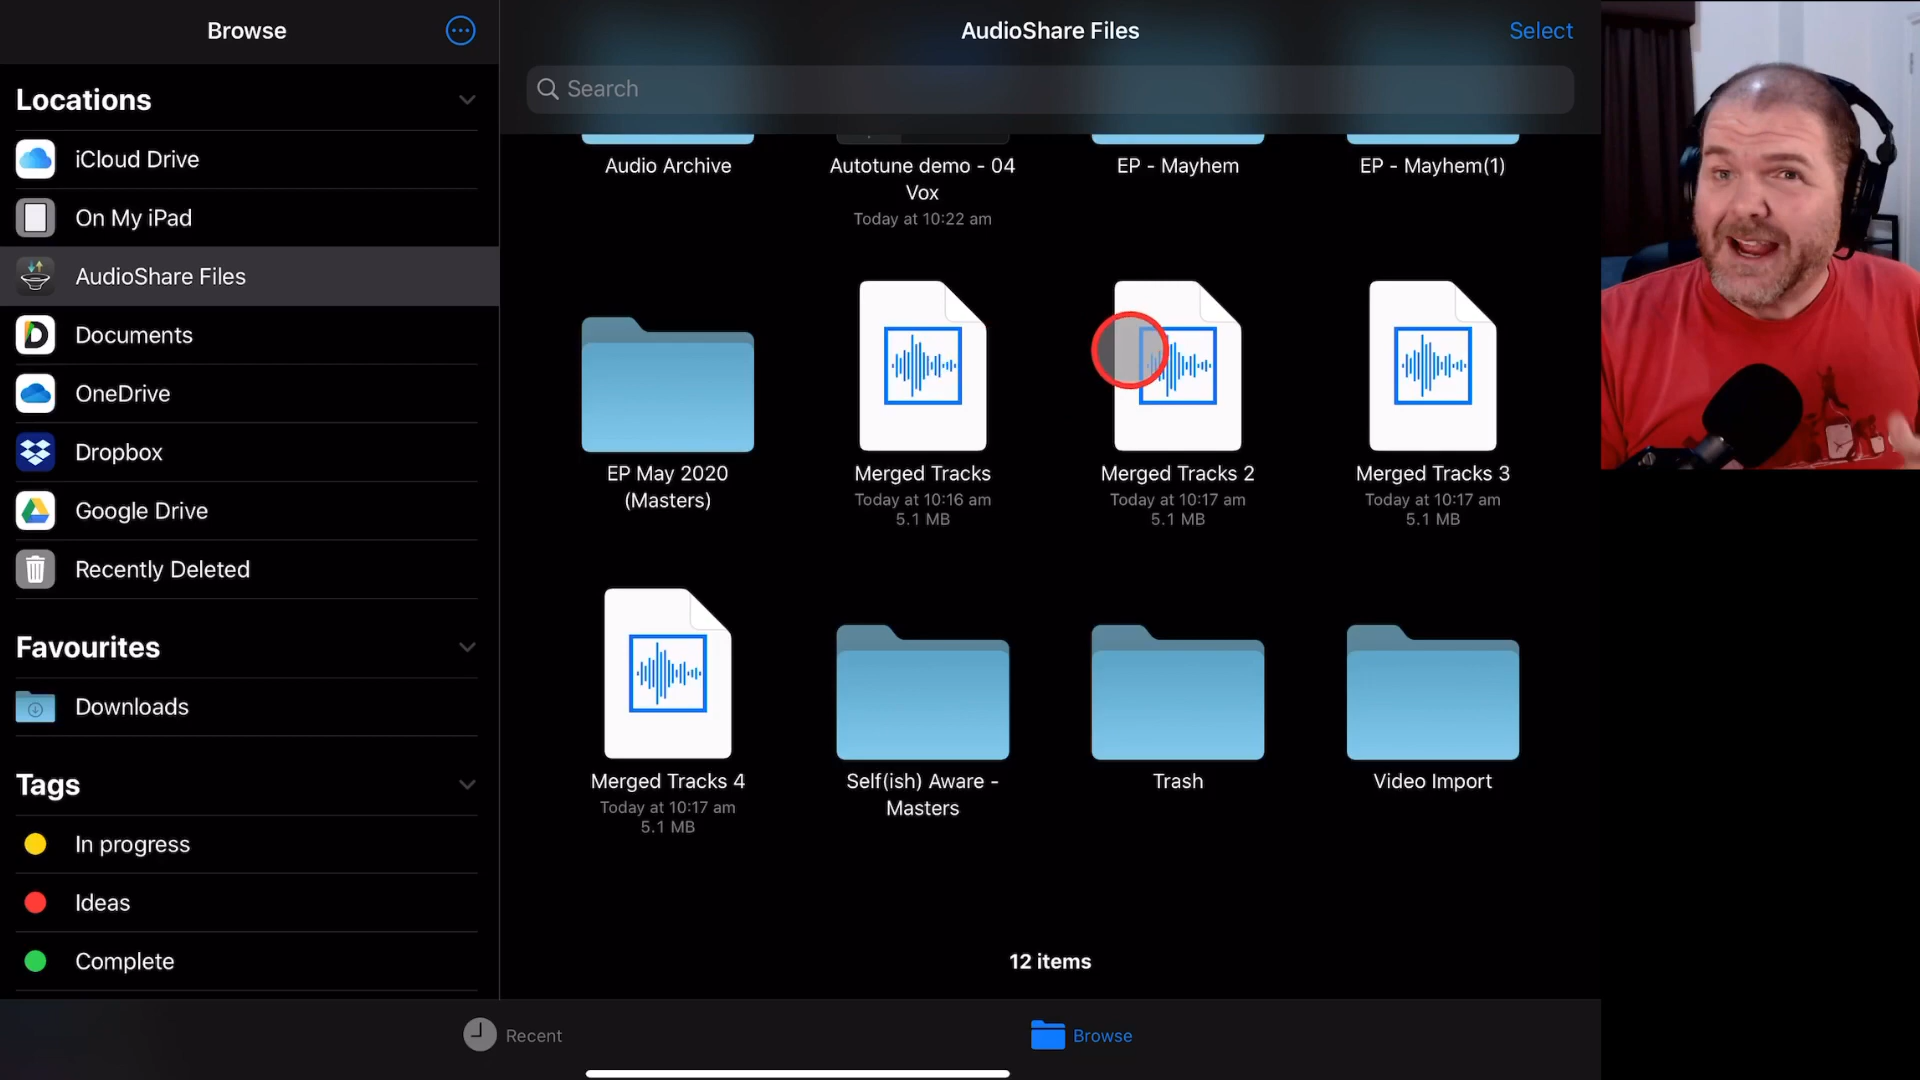 Browse
Locations
iCloud Drive
On My iPad
AudioShare Files
Documents
OneDrive
Dropbox
Google Drive
Recently Deleted
Favourites
Downloads
Tags
In progress
Ideas
Complete
AudioShare Files
Select
Search
Audio Archive
Autotune demo - 04
Vox
Today at 10:22 am
EP - Mayhem
EP - Mayhem(1)
EP May 2020
(Masters)
Merged Tracks
Today at 10:16 am
5.1 MB
Merged Tracks 2
Today at 10:17 am
5.1 MB
Merged Tracks 3
Today at 10:17 am
5.1 MB
Merged Tracks 4
Today at 10:17 am
5.1 MB
Self(ish) Aware -
Masters
Trash
Video Import
12 items
Recent
Browse